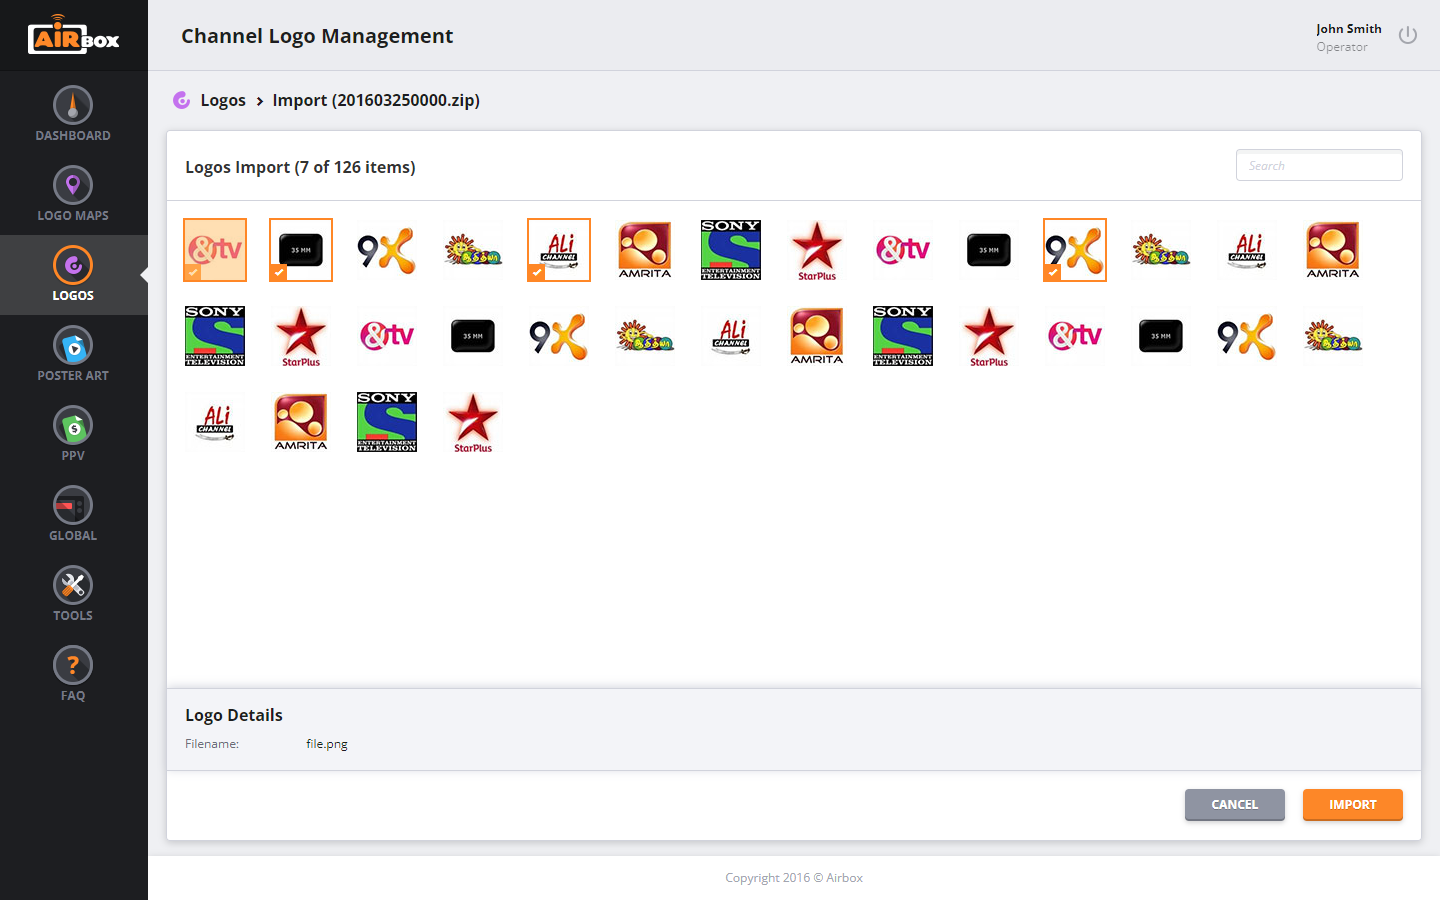 AiRBOX
Channel Logo Management
John Smith
Operator
DASHBOARD
LOGO MAPS
LOGOS
POSTER ART
PPV
GLOBAL
TOOLS
?
FAQ
Logos > Import (201603250000.zip)
Logos Import (7 of 126 items)
Search
&tv 35 MM 9X ALi CHANNEL AMRITA SONY ENTERTAINMENT TELEVISION StarPlus &tv 35 MM 9X ALi CHANNEL AMRITA
SONY ENTERTAINMENT TELEVISION StarPlus &tv 35 MM 9X ALi CHANNEL AMRITA SONY ENTERTAINMENT TELEVISION StarPlus &tv 35 MM 9X
ALi CHANNEL AMRITA SONY ENTERTAINMENT TELEVISION StarPlus
Logo Details
Filename: file.png
CANCEL IMPORT
Copyright 2016 © Airbox